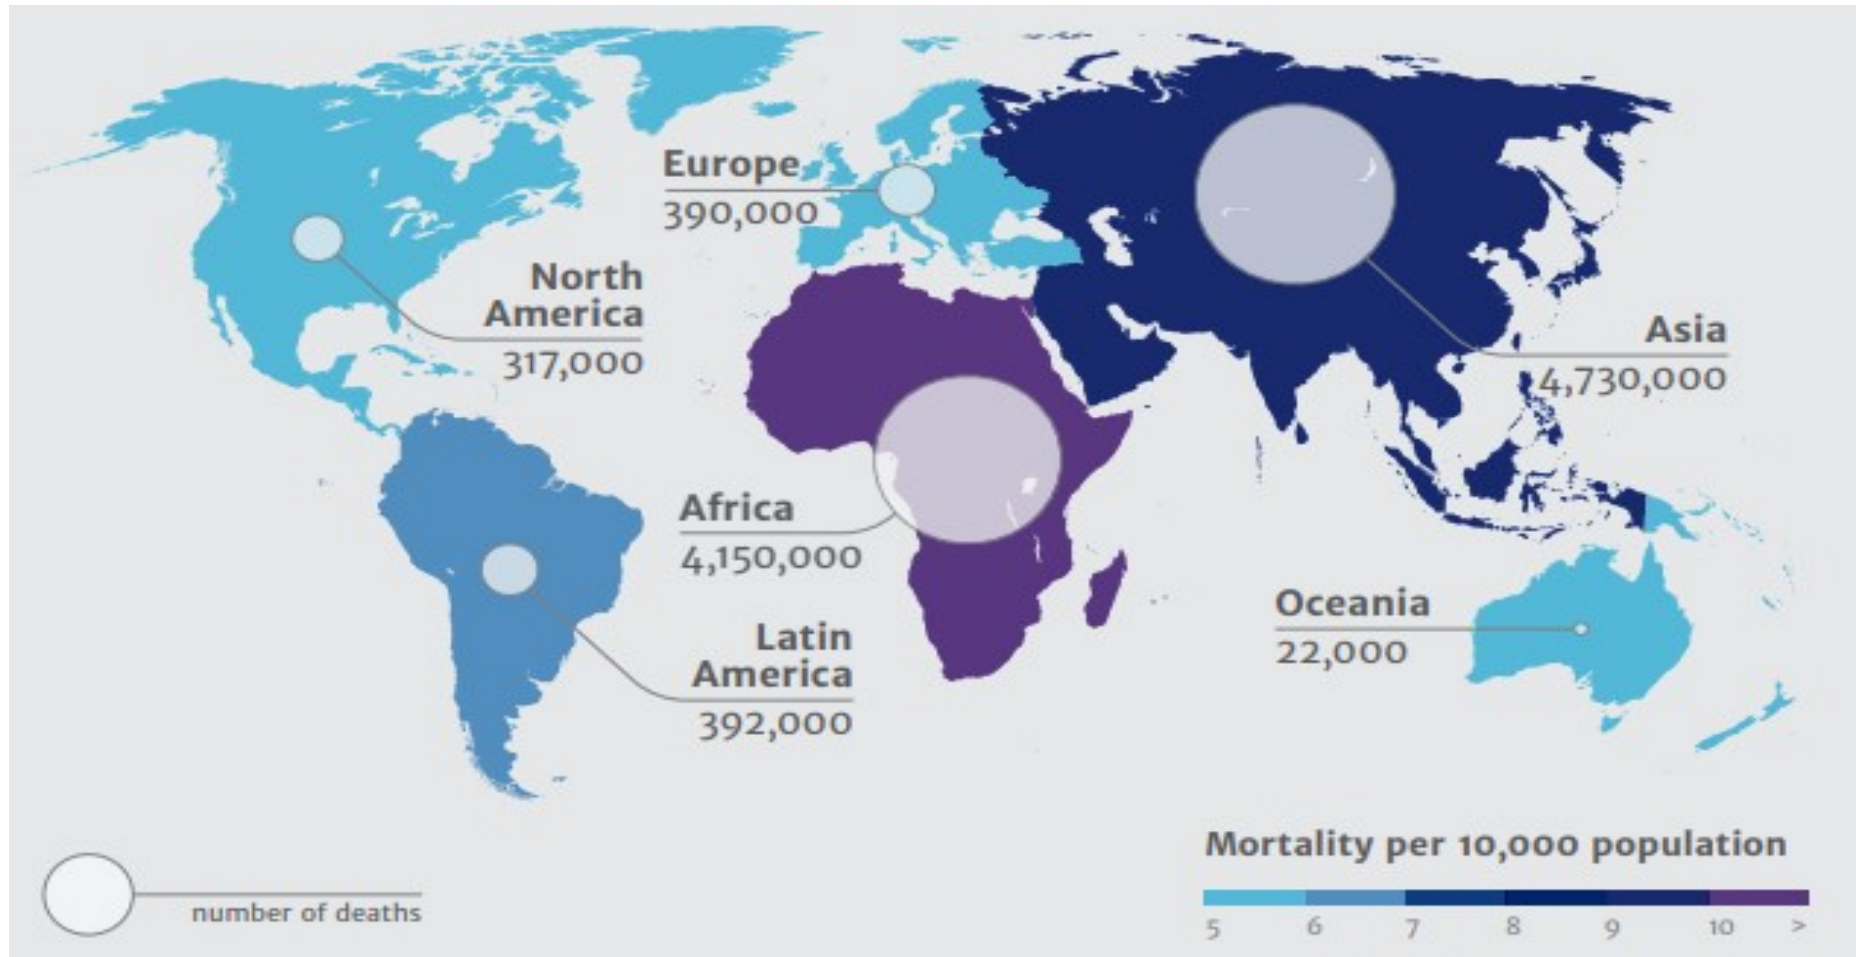 Europe
390,000
North
America
317,000
Asia
4,730,000
Africa
4,150,000
Latin
America
392,000
Oceania
22,000
Mortality per 10,000 population
5 6 7 8 9 10 >
number of deaths